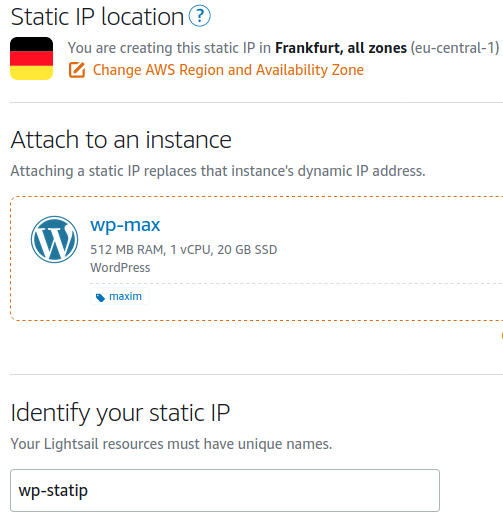 Static IP location ?
You are creating this static IP in Frankfurt, all zones (eu-central-1)
Change AWS Region and Availability Zone
Attach to an instance
Attaching a static IP replaces that instance's dynamic IP address.
wp-max
512 MB RAM, 1 vCPU, 20 GB SSD
WordPress
maxim
Identify your static IP
Your Lightsail resources must have unique names.
wp-statip